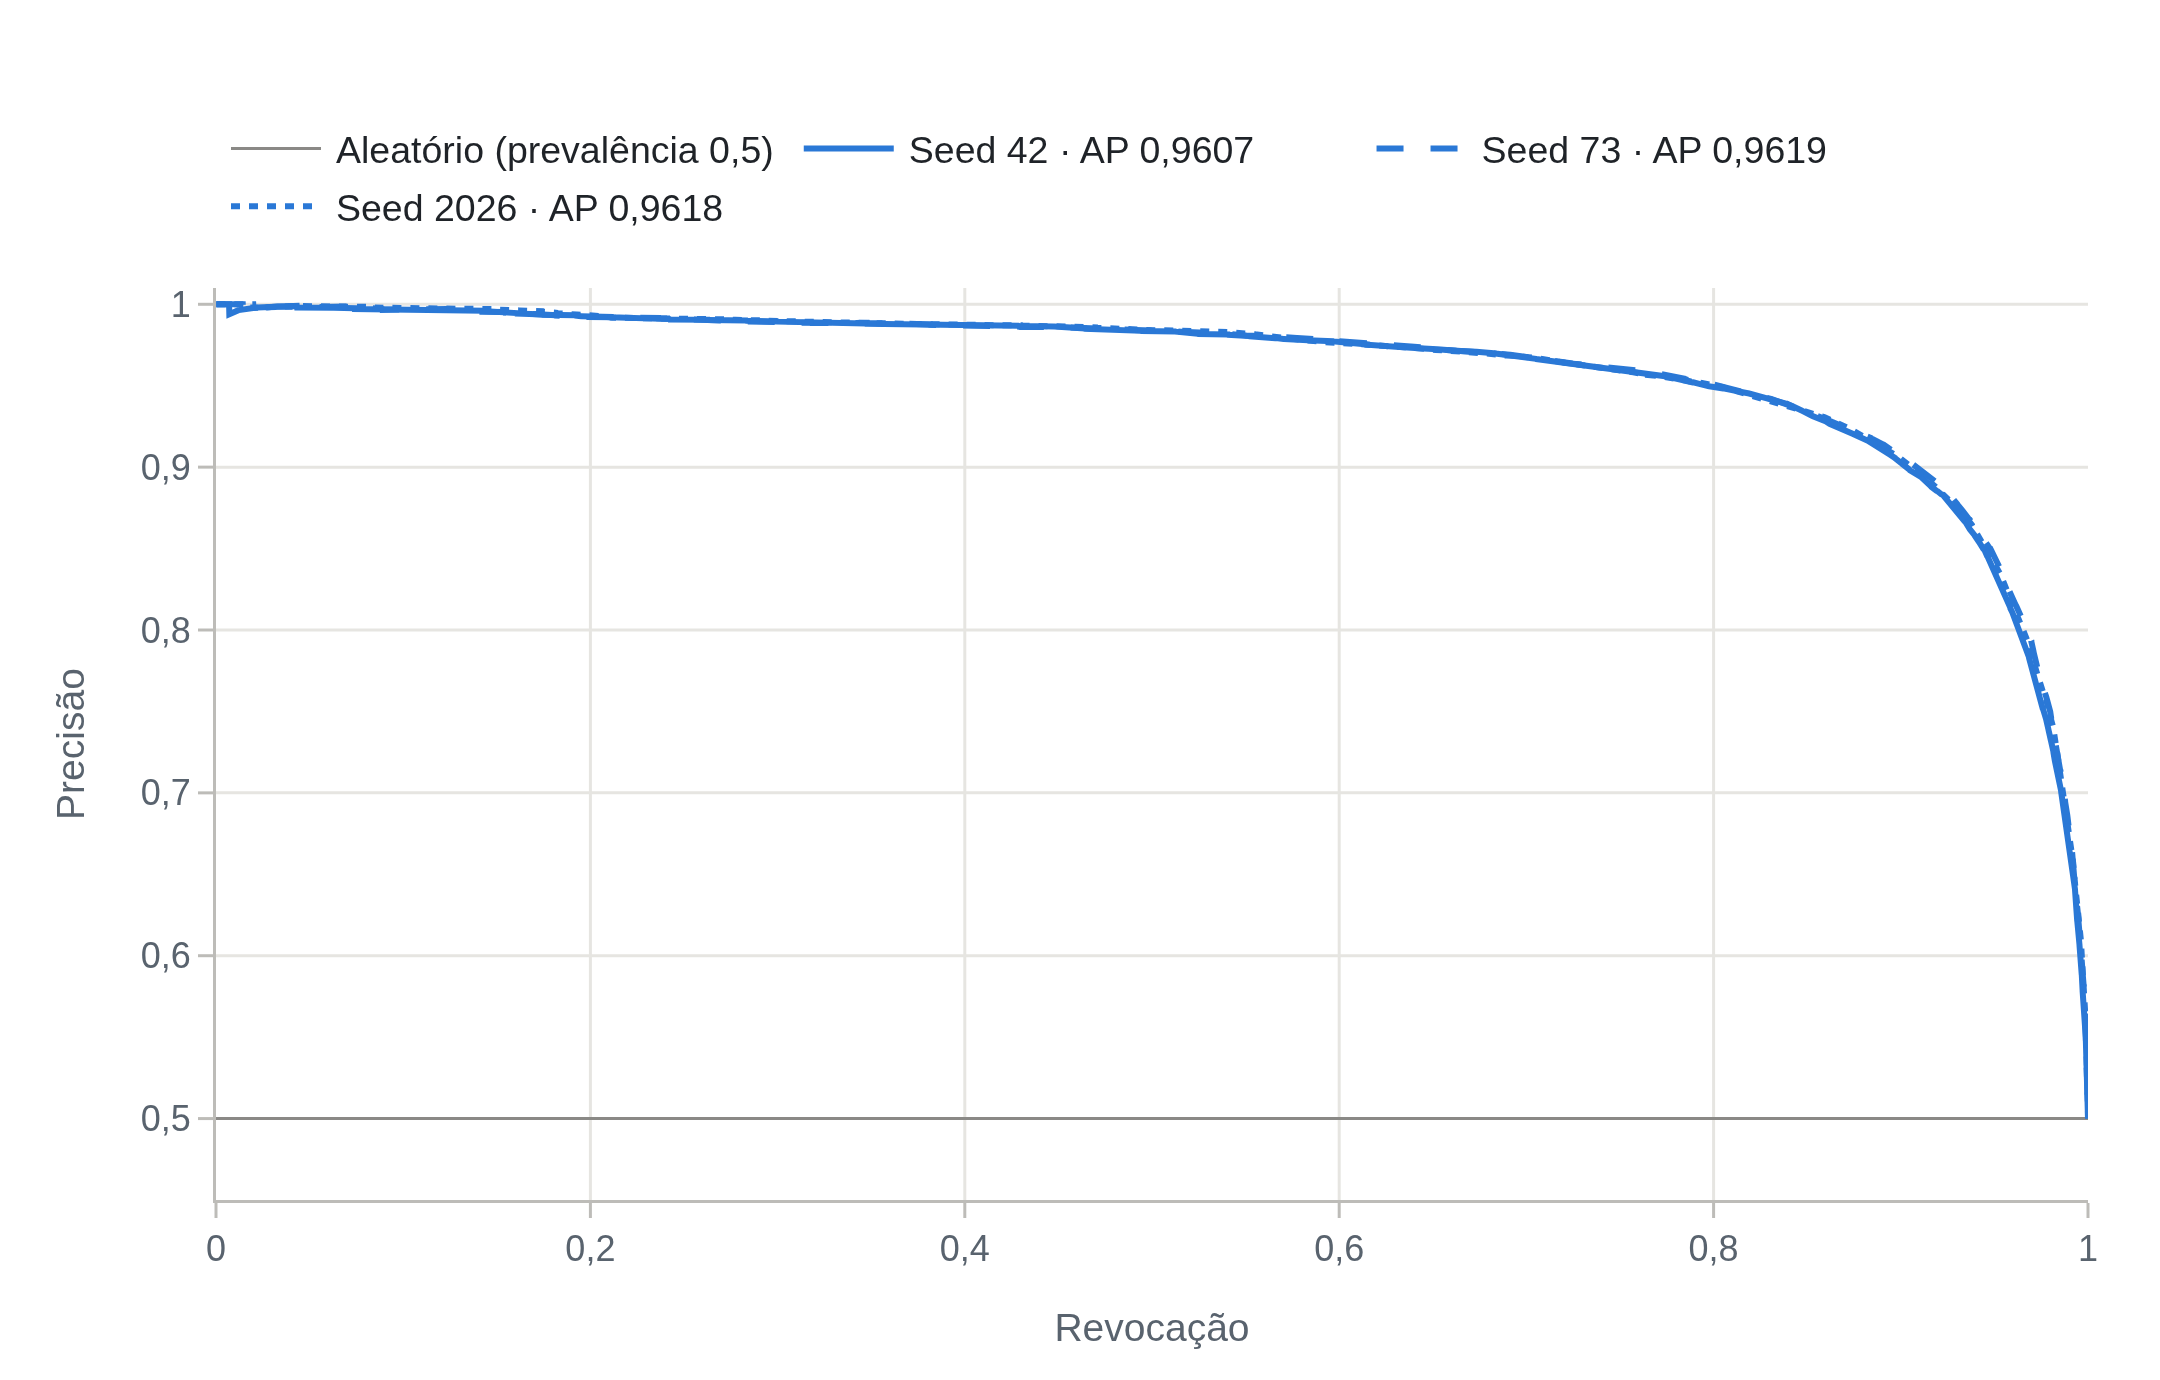 Aleatório (prevalência 0,5) Seed 42 · AP 0,9607 Seed 73 · AP 0,9619
Seed 2026 · AP 0,9618
1
0,9
0,8
0,7
0,6
0,5
Precisão
0 0,2 0,4 0,6 0,8 1
Revocação